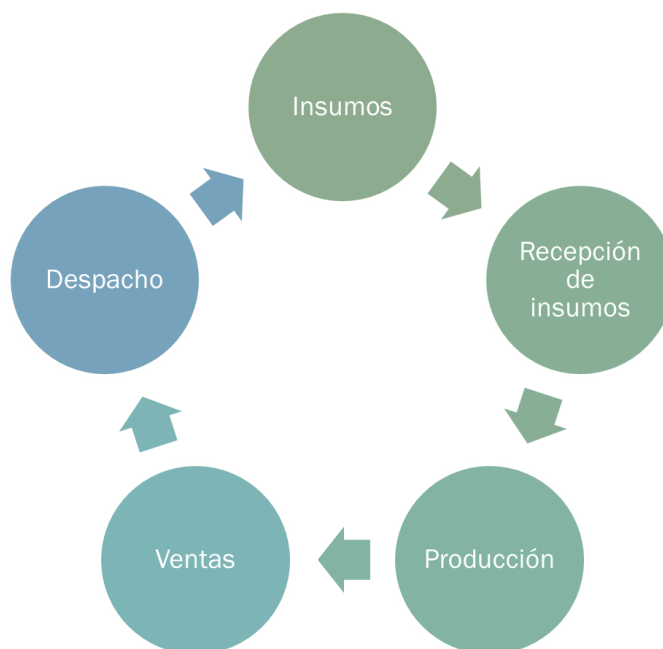 Insumos
Recepción
de
insumos
Producción
Ventas
Despacho